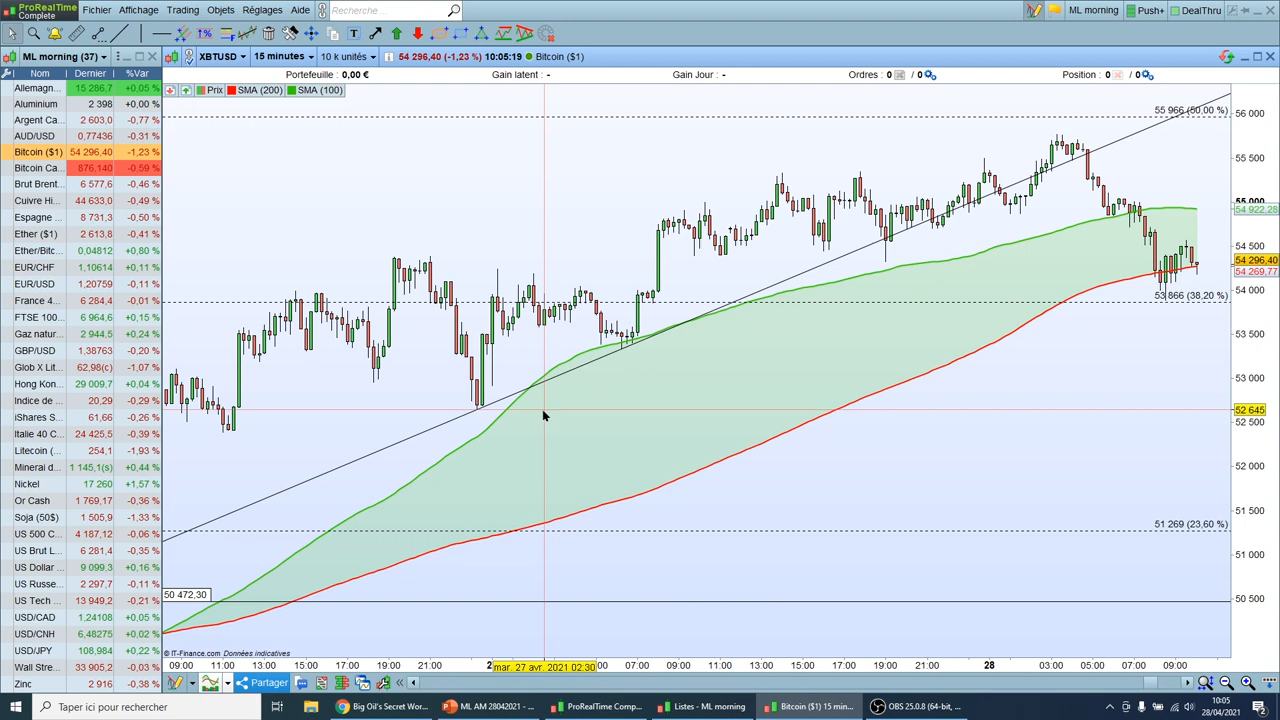 ProRealTime Complete Fichier Affichage Trading Objets Réglages Aide Recherche ... ML morning Push+ DealThru
ML morning (37) XBTUSD 15 minutes 10 k unités 54 296,40 (-1,23 %) 10:05:19 Bitcoin ($1)
Nom Dernier %Var
Portefeuille : 0,00 € Gain latent : - Gain Jour : - Ordres : 0 / 0 Position : 0 / 0
Prix SMA (200) SMA (100)
Allemagn... 15 286,7 +0,05 %
Aluminium 2 398 +0,00 %
Argent Ca... 2 603,0 -0,77 %
AUD/USD 0,77436 -0,31 %
Bitcoin ($1) 54 296,40 -1,23 %
Bitcoin Ca... 876,140 -0,59 %
Brut Brent... 6 577,6 -0,46 %
Cuivre Hi... 44 633,0 -0,49 %
Espagne ... 8 731,3 -0,50 %
Ether ($1) 2 613,8 -0,41 %
Ether/Bitc... 0,04812 +0,80 %
EUR/CHF 1,10614 +0,11 %
EUR/USD 1,20759 -0,11 %
France 4... 6 284,4 -0,01 %
FTSE 100... 6 964,6 +0,15 %
Gaz natur... 2 944,5 +0,24 %
GBP/USD 1,38763 -0,20 %
Glob X Lit... 62,98(c) -1,07 %
Hong Kon... 29 009,7 +0,04 %
Indice de ... 20,29 -0,29 %
iShares S... 61,66 -0,26 %
Italie 40 C... 24 425,5 -0,39 %
Litecoin (... 254,1 -1,93 %
Minerai d... 1 145,1(s) +0,44 %
Nickel 17 260 +1,57 %
Or Cash 1 769,17 -0,36 %
Soja (50$) 1 505,9 -1,33 %
US 500 C... 4 187,12 -0,06 %
US Brut L... 6 281,4 -0,35 %
US Dollar ... 9 099,3 +0,16 %
US Russe... 2 297,7 -0,11 %
US Tech ... 13 949,2 -0,21 %
USD/CAD 1,24108 +0,05 %
USD/CNH 6,48275 +0,02 %
USD/JPY 108,984 +0,22 %
Wall Stre... 33 905,2 -0,03 %
Zinc 2 916 -0,38 %
55 966 (50,00 %)
56 000
55 500
55 000
54 922,28
54 500
54 296,40
54 269,77
54 000
53 866 (38,20 %)
53 500
53 000
52 645
52 500
52 000
51 500
51 269 (23,60 %)
51 000
50 472,30
50 500
© IT-Finance.com Données indicatives
09:00 11:00 13:00 15:00 17:00 19:00 21:00 2 mar. 27 avr. 2021 02:30 :00 07:00 09:00 11:00 13:00 15:00 17:00 19:00 21:00 28 03:00 05:00 07:00 09:00
Partager
Taper ici pour rechercher Big Oil's Secret Wor... ML AM 28042021 - ... ProRealTime Comp... Listes - ML morning Bitcoin ($1) 15 min... OBS 25.0.8 (64-bit, ... 10:05
28/04/2021